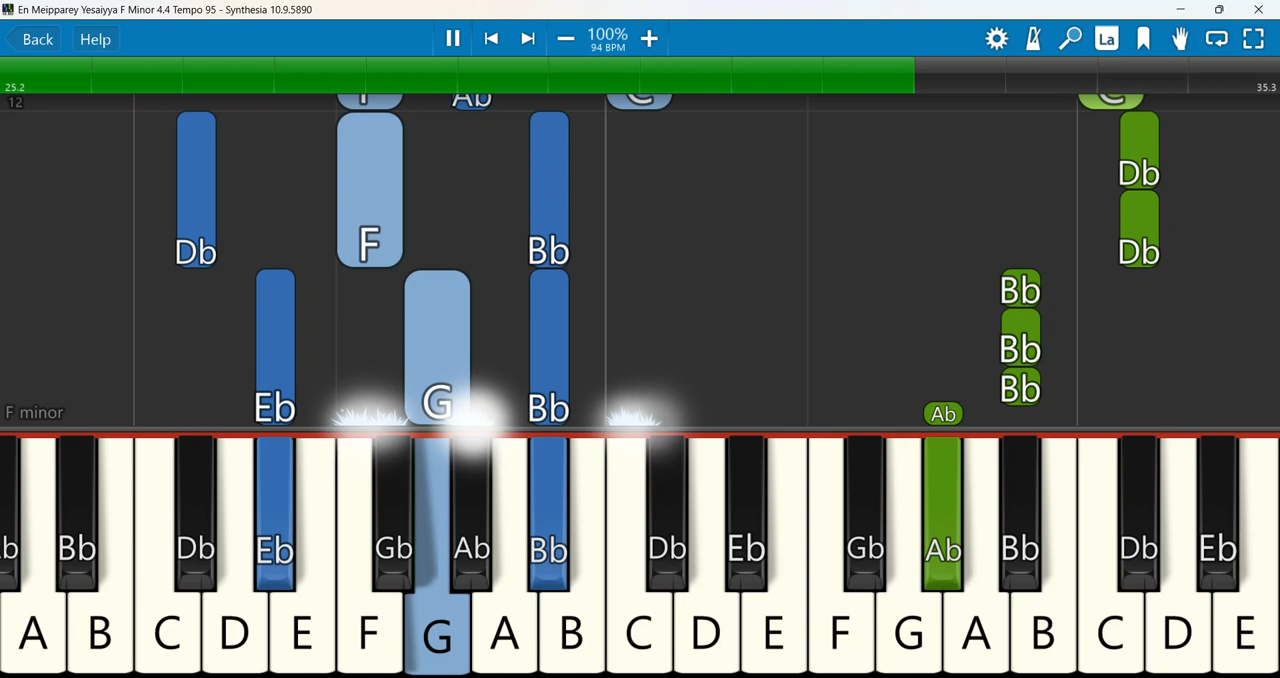 En Meipparey Yesaiyya F Minor 4.4 Tempo 95 - Synthesia 10.9.5890
Back Help 100% La
94 BPM
25.2 35.3
12 F Ab C C
Db
Db F Bb Db
Bb
Bb
Bb
Eb G Bb Ab
F minor
Bb Db Eb Gb Ab Bb Db Eb Gb Ab Bb Db Eb
A B C D E F G A B C D E F G A B C D E